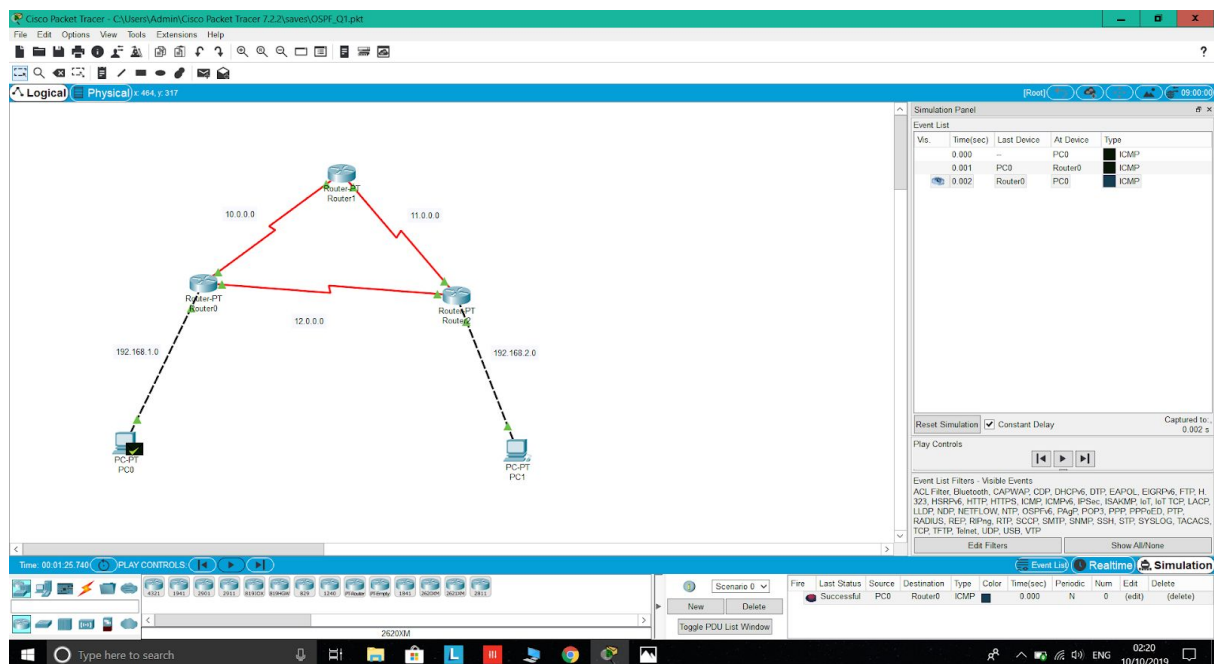 Cisco Packet Tracer - C:\Users\Admin\Cisco Packet Tracer 7.2.2\saves\OSPF_Q1.pkt
File Edit Options View Tools Extensions Help
?
Logical Physical x: 464, y: 317 [Root] 09:00:00
Simulation Panel
Event List
Vis. Time(sec) Last Device At Device Type
0.000 -- PC0 ICMP
0.001 PC0 Router0 ICMP
0.002 Router0 PC0 ICMP
Router-PT
Router1
10.0.0.0
11.0.0.0
Router-PT
Router0
Router-PT
Router2
12.0.0.0
192.168.1.0
192.168.2.0
PC-PT
PC0
PC-PT
PC1
Reset Simulation Constant Delay Captured to:
0.002 s
Play Controls
Event List Filters - Visible Events
ACL Filter, Bluetooth, CAPWAP, CDP, DHCPv6, DTP, EAPOL, EIGRPv6, FTP, H.
323, HSRPv6, HTTP, HTTPS, ICMP, ICMPv6, IPSec, ISAKMP, IoT, IoT TCP, LACP,
LLDP, NDP, NETFLOW, NTP, OSPFv6, PAgP, POP3, PPP, PPPoED, PTP,
RADIUS, REP, RIPng, RTP, SCCP, SMTP, SNMP, SSH, STP, SYSLOG, TACACS,
TCP, TFTP, Telnet, UDP, USB, VTP
Edit Filters Show All/None
Time: 00:01:25.740 PLAY CONTROLS: Event List Realtime Simulation
4321 1941 2901 2911 819IOX 819HGW 829 1240 PT-Router PT-Empty 1841 2620XM 2621XM 2811
2620XM
Scenario 0
New Delete
Toggle PDU List Window
Fire Last Status Source Destination Type Color Time(sec) Periodic Num Edit Delete
Successful PC0 Router0 ICMP 0.000 N 0 (edit) (delete)
Type here to search
L
ENG
02:20
10/10/2019